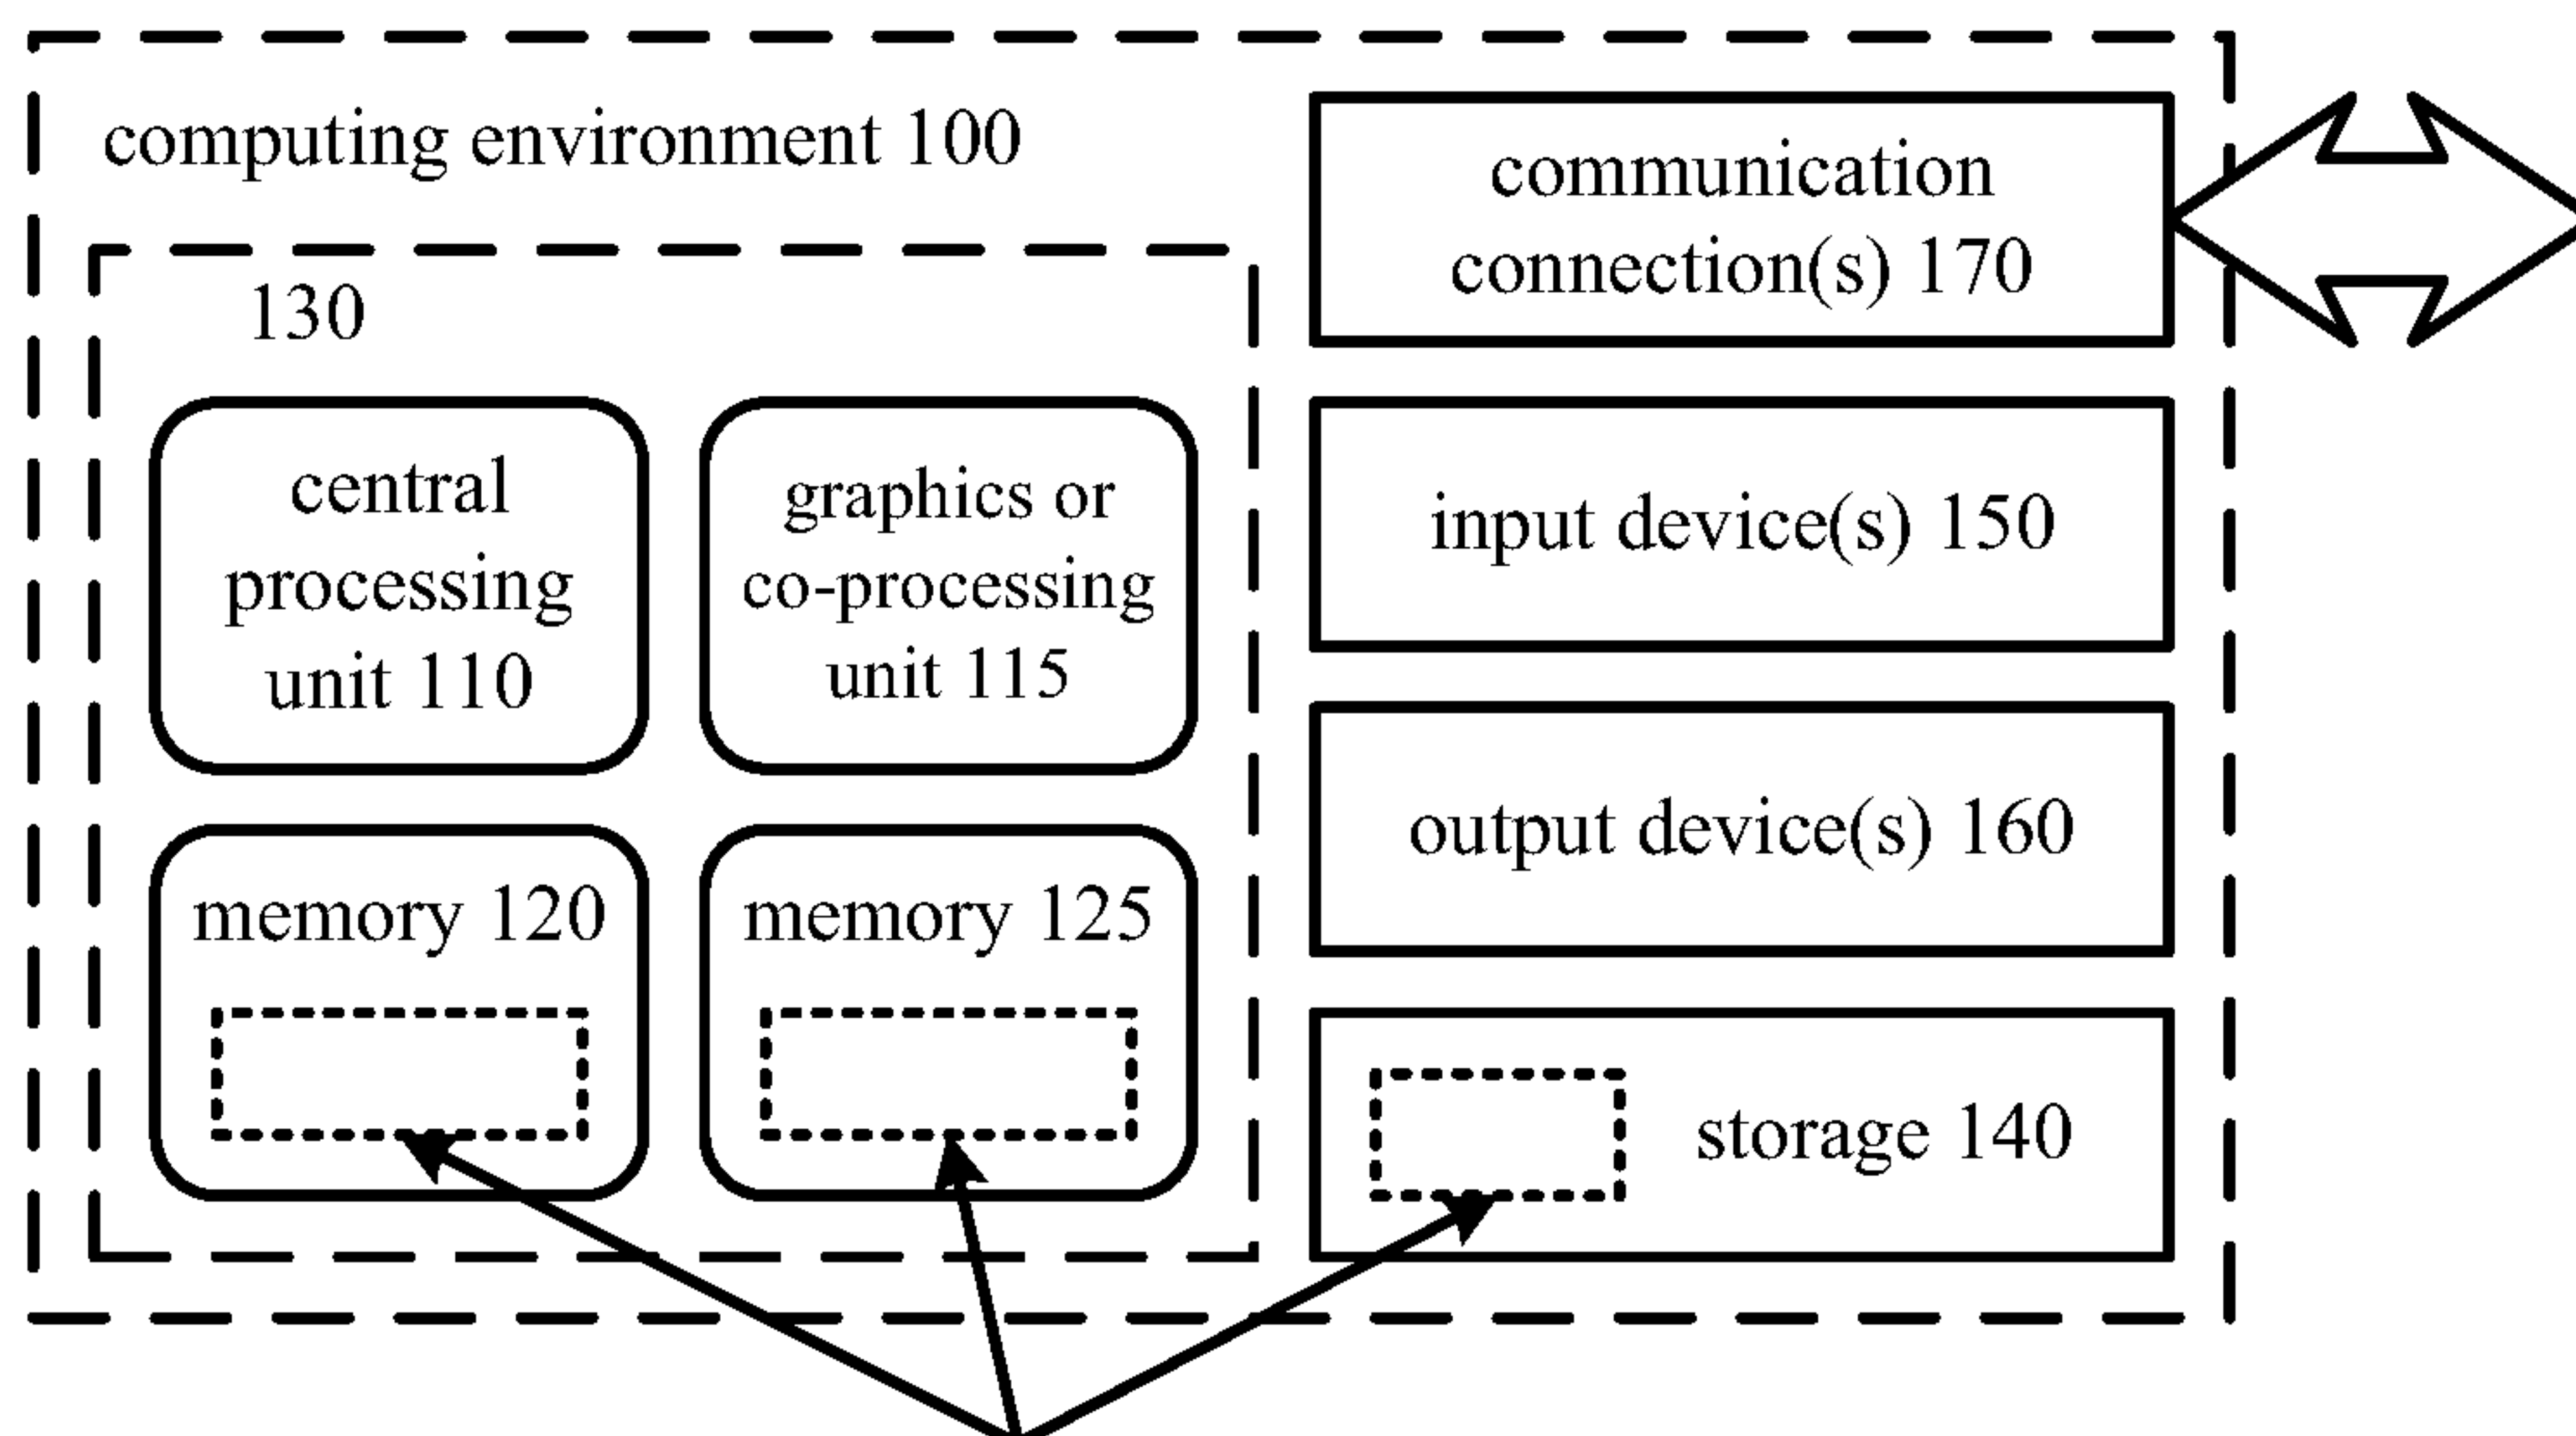 computing environment 100
130
central
processing
unit 110
graphics or
co-processing
unit 115
memory 120
memory 125
communication
connection(s) 170
input device(s) 150
output device(s) 160
storage 140